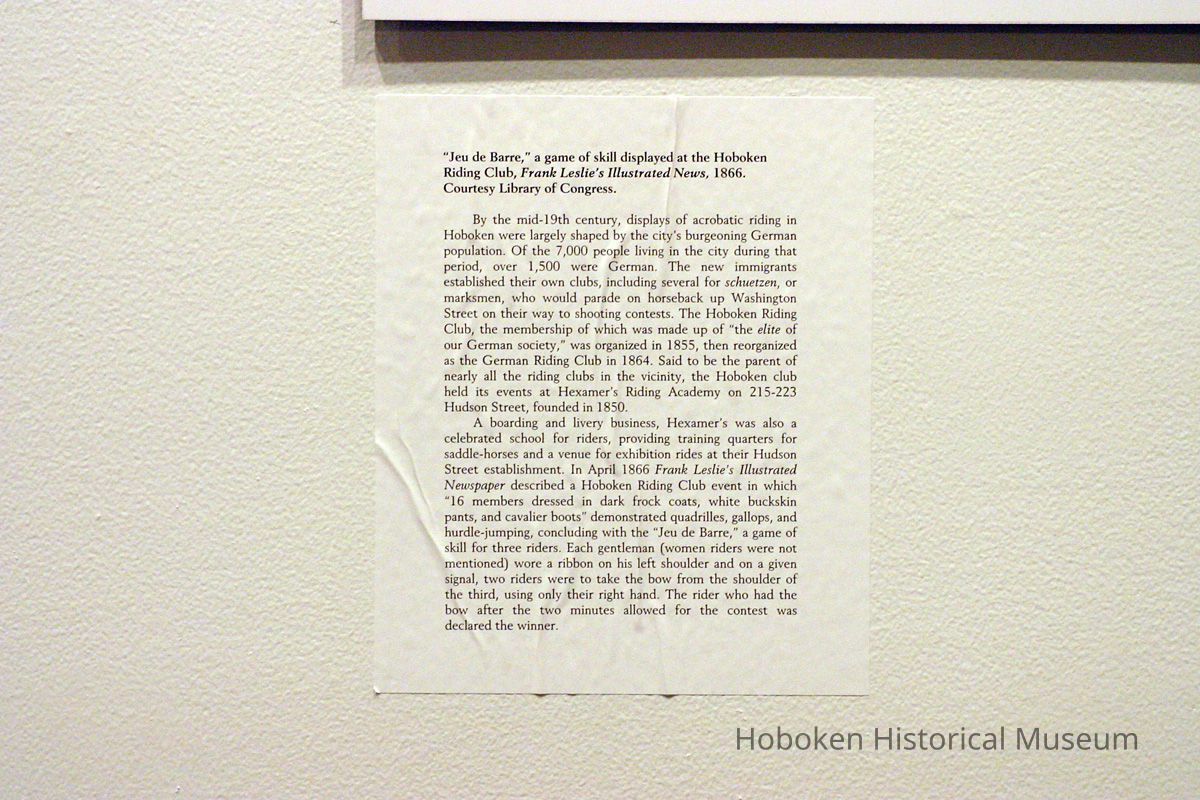 “Jeu de Barre,” a game of skill displayed at the Hoboken
Riding Club, Frank Leslie’s Illustrated News, 1866.
Courtesy Library of Congress.
By the mid-19th century, displays of acrobatic riding in
Hoboken were largely shaped by the city’s burgeoning German
population. Of the 7,000 people living in the city during that
period, over 1,500 were German. The new immigrants
established their own clubs, including several for schuetzen, or
marksmen, who would parade on horseback up Washington
Street on their way to shooting contests. The Hoboken Riding
Club, the membership of which was made up of “the elite of
our German society,” was organized in 1855, then reorganized
as the German Riding Club in 1864. Said to be the parent of
nearly all the riding clubs in the vicinity, the Hoboken club
held its events at Hexamer’s Riding Academy on 215-223
Hudson Street, founded in 1850.
A boarding and livery business, Hexamer’s was also a
celebrated school for riders, providing training quarters for
saddle-horses and a venue for exhibition rides at their Hudson
Street establishment. In April 1866 Frank Leslie’s Illustrated
Newspaper described a Hoboken Riding Club event in which
“16 members dressed in dark frock coats, white buckskin
pants, and cavalier boots” demonstrated quadrilles, gallops, and
hurdle-jumping, concluding with the “Jeu de Barre,” a game of
skill for three riders. Each gentleman (women riders were not
mentioned) wore a ribbon on his left shoulder and on a given
signal, two riders were to take the bow from the shoulder of
the third, using only their right hand. The rider who had the
bow after the two minutes allowed for the contest was
declared the winner.
Hoboken Historical Museum